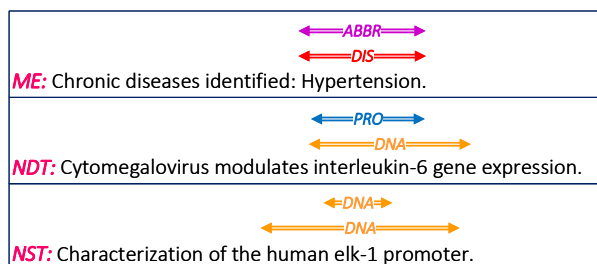 ABBR
DIS
ME: Chronic diseases identified: Hypertension.
PRO
DNA
NDT: Cytomegalovirus modulates interleukin-6 gene expression.
DNA
DNA
NST: Characterization of the human elk-1 promoter.